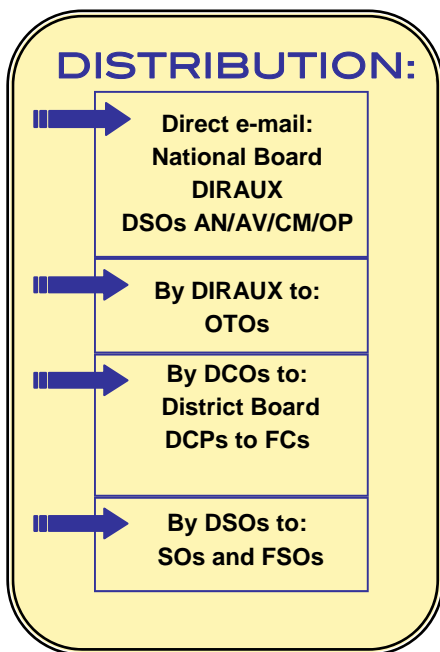 DISTRIBUTION:
Direct e-mail:
National Board
DIRAUX
DSOs AN/AV/CM/OP
By DIRAUX to:
OTOs
By DCOs to:
District Board
DCPs to FCs
By DSOs to:
SOs and FSOs